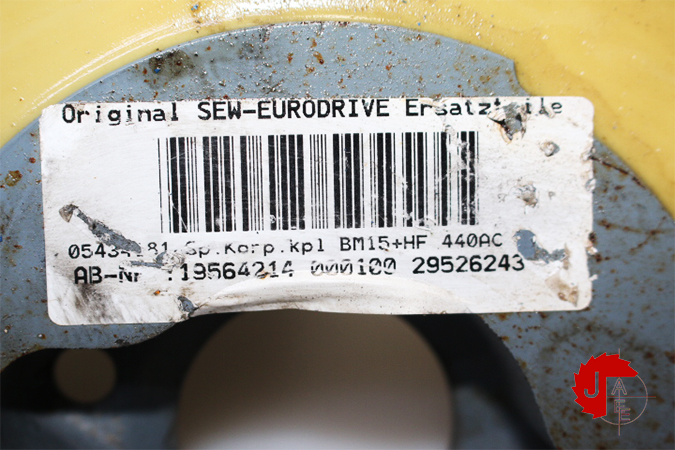 Original SEW-EURODRIVE Ersatzteile
Sp.Korp.kpl BM15+HF 440AC
AB-Nr :19564214 000100 29526243